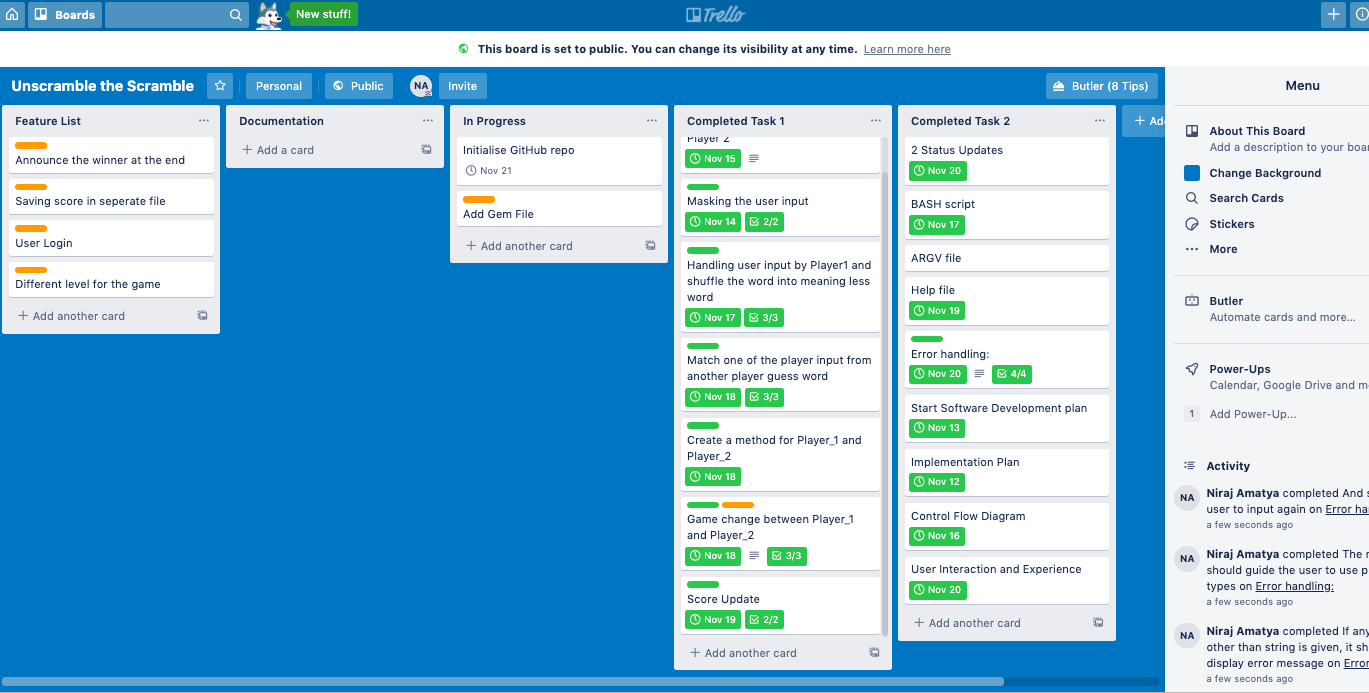 Boards
New stuff!
Trello
This board is set to public. You can change its visibility at any time. Learn more here
Unscramble the Scramble
Personal
Public
NA
Invite
Butler (8 Tips)
Feature List
Announce the winner at the end
Saving score in seperate file
User Login
Different level for the game
+ Add another card
Documentation
+ Add a card
In Progress
Initialise GitHub repo
Nov 21
Add Gem File
+ Add another card
Completed Task 1
Player 2
Nov 15
Masking the user input
Nov 14 2/2
Handling user input by Player1 and
shuffle the word into meaning less
word
Nov 17 3/3
Match one of the player input from
another player guess word
Nov 18 3/3
Create a method for Player_1 and
Player_2
Nov 18
Game change between Player_1
and Player_2
Nov 18 3/3
Score Update
Nov 19 2/2
+ Add another card
Completed Task 2
2 Status Updates
Nov 20
BASH script
Nov 17
ARGV file
Help file
Nov 19
Error handling:
Nov 20 4/4
Start Software Development plan
Nov 13
Implementation Plan
Nov 12
Control Flow Diagram
Nov 16
User Interaction and Experience
Nov 20
+ Add another card
+ Add
Menu
About This Board
Add a description to your
Change Background
Search Cards
Stickers
More
Butler
Automate cards and more...
Power-Ups
Calendar, Google Drive and
1 Add Power-Up...
Activity
NA
Niraj Amatya completed And
user to input again on Error
a few seconds ago
NA
Niraj Amatya completed The
should guide the user to use
types on Error handling:
a few seconds ago
NA
Niraj Amatya completed If any
other than string is given, it
display error message on Error
a few seconds ago